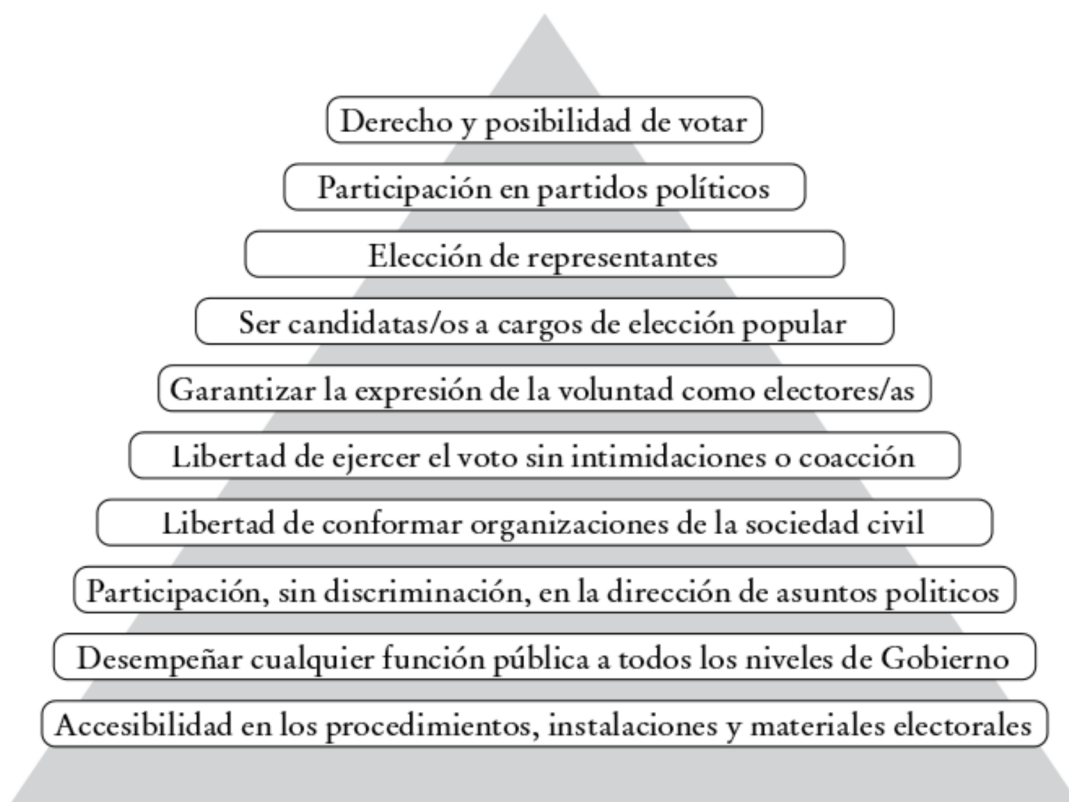 Derecho y posibilidad de votar
Participación en partidos políticos
Elección de representantes
Ser candidatas/os a cargos de elección popular
Garantizar la expresión de la voluntad como electores/as
Libertad de ejercer el voto sin intimidaciones o coacción
Libertad de conformar organizaciones de la sociedad civil
Participación, sin discriminación, en la dirección de asuntos politicos
Desempeñar cualquier función pública a todos los niveles de Gobierno
Accesibilidad en los procedimientos, instalaciones y materiales electorales